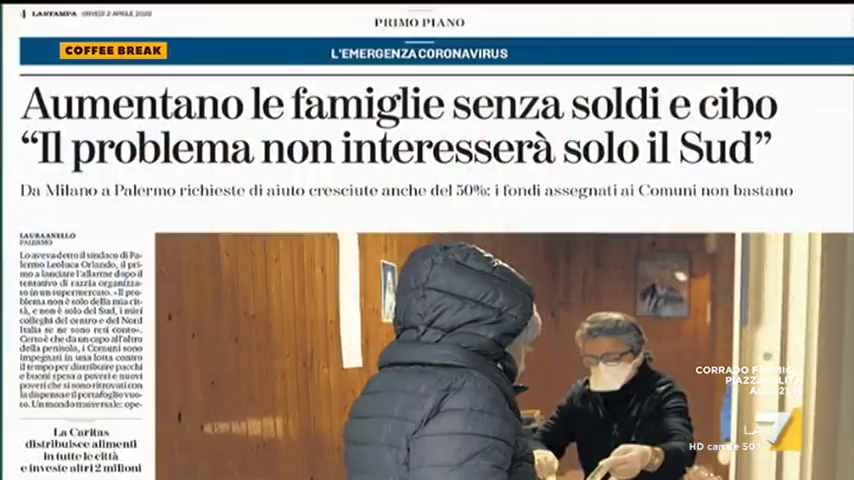 LA STAMPA GIOVEDÌ 2 APRILE 2020
PRIMO PIANO
COFFEE BREAK
L'EMERGENZA CORONAVIRUS
Aumentano le famiglie senza soldi e cibo
“Il problema non interesserà solo il Sud”
Da Milano a Palermo richieste di aiuto cresciute anche del 50%: i fondi assegnati ai Comuni non bastano
LAURA ANELLO
PALERMO
Lo aveva detto il sindaco di Pa-
lermo Leoluca Orlando, il pri-
mo a lanciare l'allarme dopo il
tentativo di razzia organizza-
to in un supermercato. «Il pro-
blema non è solo della mia cit-
tà, e non è solo del Sud, i miei
colleghi del centro e del Nord
Italia se ne sono resi conto».
Certo è che da un capo all'altro
della penisola, i Comuni sono
impegnati in una lotta contro
il tempo per distribuire pacchi
e buoni spesa a poveri e nuovi
poveri che si sono ritrovati con
la dispensa e il portafoglio vuo-
to. Un mondo trasversale: ope-
La Caritas
distribuisce alimenti
in tutte le città
e investe altri 2 milioni
CORRADO
PIAZZA
LA7
HD canale 507